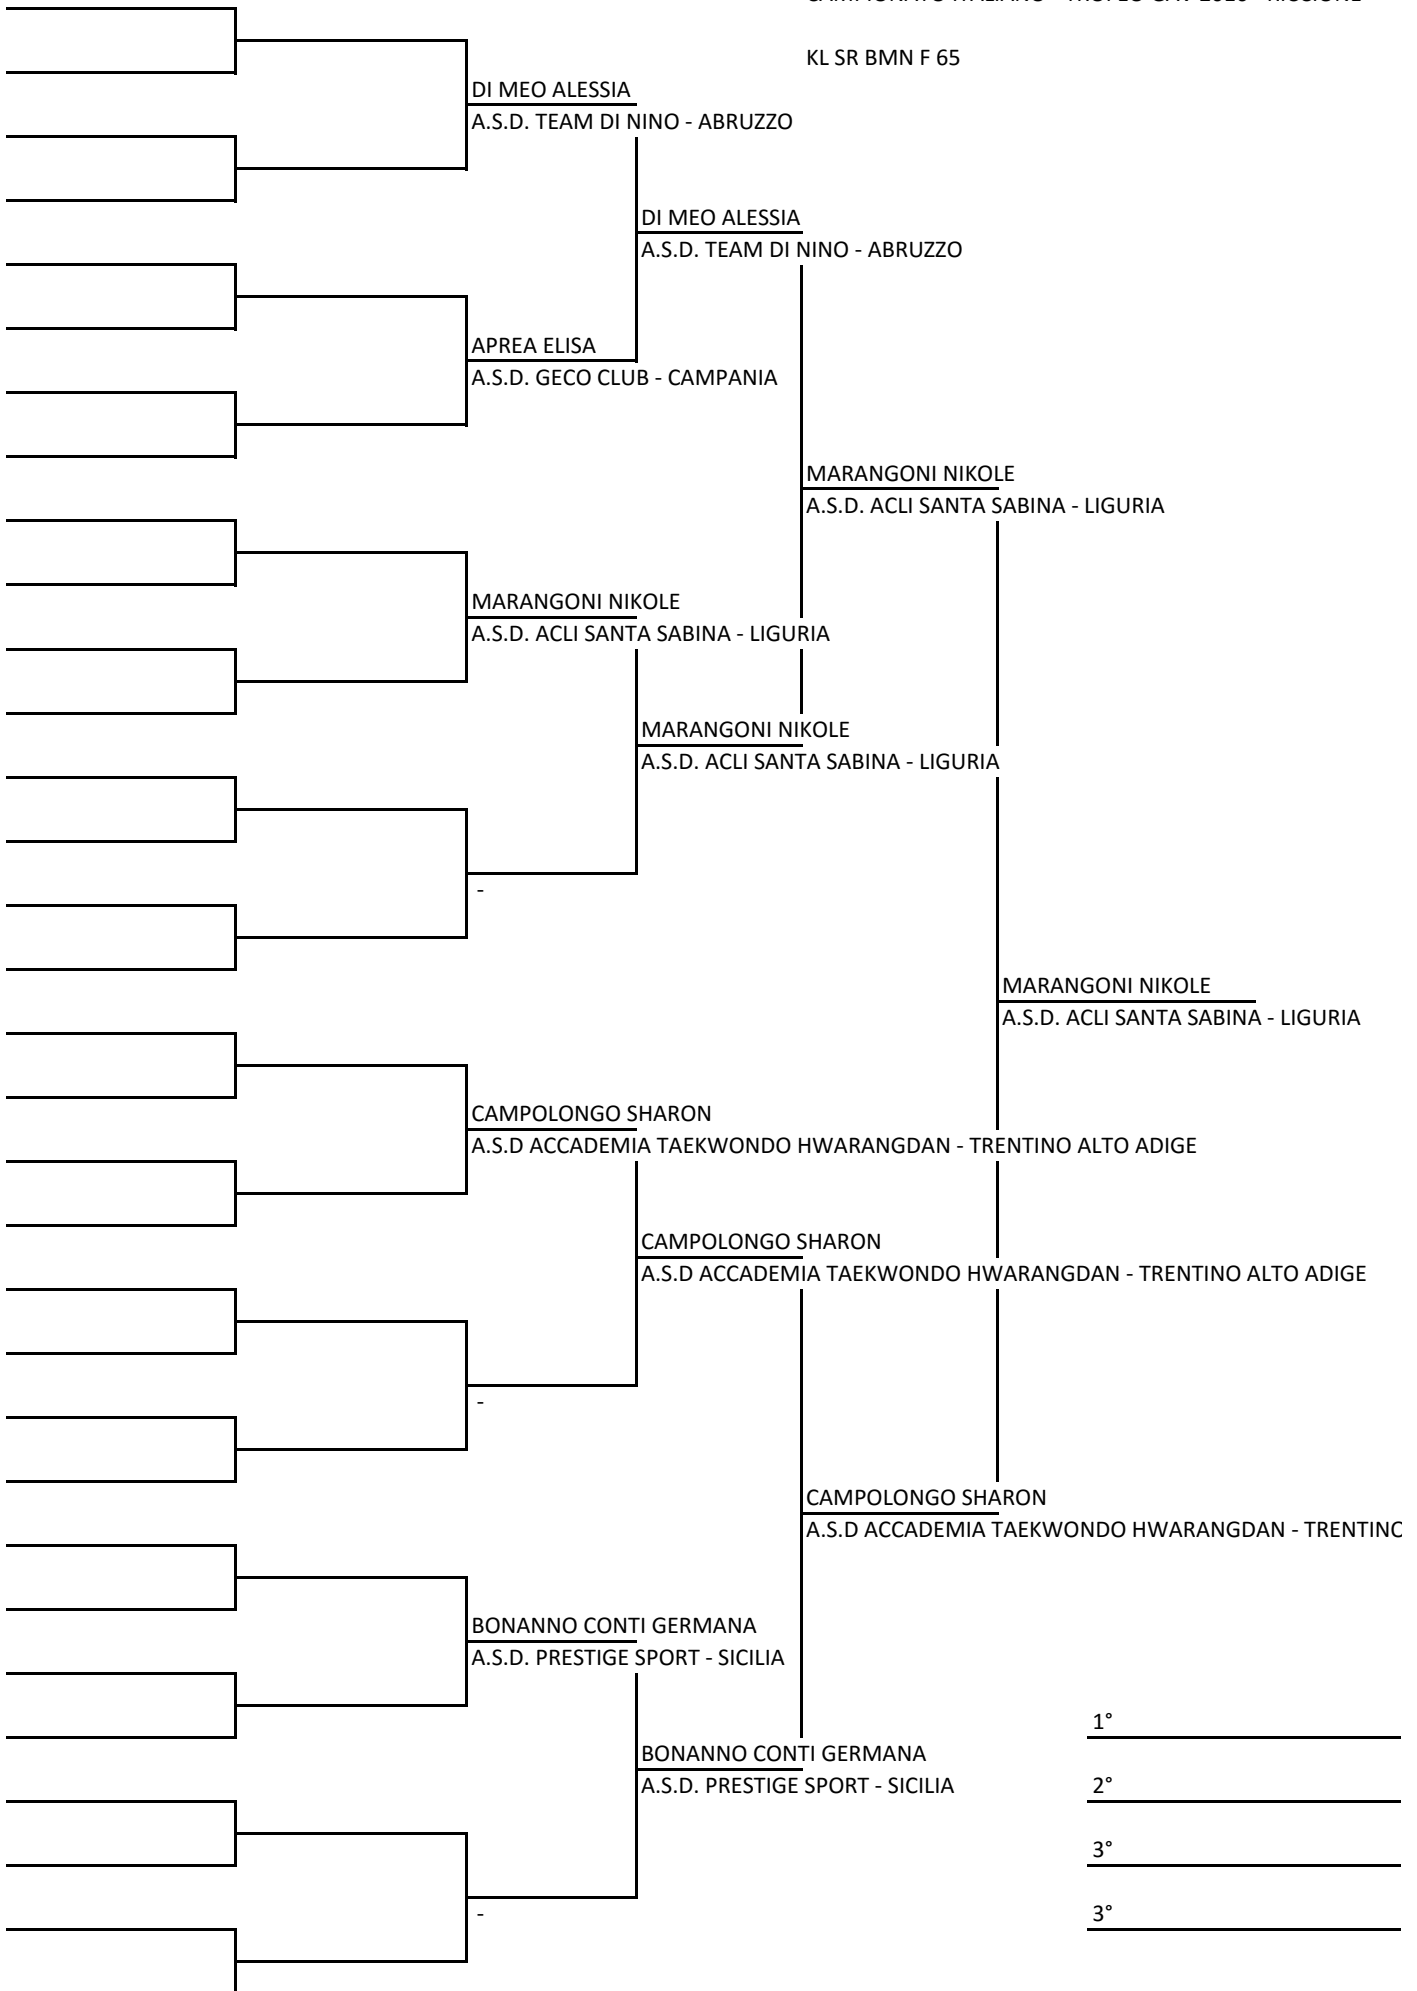 KL SR BMN F 65
DI MEO ALESSIA
A.S.D. TEAM DI NINO - ABRUZZO
DI MEO ALESSIA
A.S.D. TEAM DI NINO - ABRUZZO
APREA ELISA
A.S.D. GECO CLUB - CAMPANIA
MARANGONI NIKOLE
A.S.D. ACLI SANTA SABINA - LIGURIA
MARANGONI NIKOLE
A.S.D. ACLI SANTA SABINA - LIGURIA
MARANGONI NIKOLE
A.S.D. ACLI SANTA SABINA - LIGURIA
-
MARANGONI NIKOLE
A.S.D. ACLI SANTA SABINA - LIGURIA
CAMPOLONGO SHARON
A.S.D ACCADEMIA TAEKWONDO HWARANGDAN - TRENTINO ALTO ADIGE
CAMPOLONGO SHARON
A.S.D ACCADEMIA TAEKWONDO HWARANGDAN - TRENTINO ALTO ADIGE
-
CAMPOLONGO SHARON
A.S.D ACCADEMIA TAEKWONDO HWARANGDAN - TRENTINO
BONANNO CONTI GERMANA
A.S.D. PRESTIGE SPORT - SICILIA
1°
BONANNO CONTI GERMANA
A.S.D. PRESTIGE SPORT - SICILIA
2°
3°
-
3°